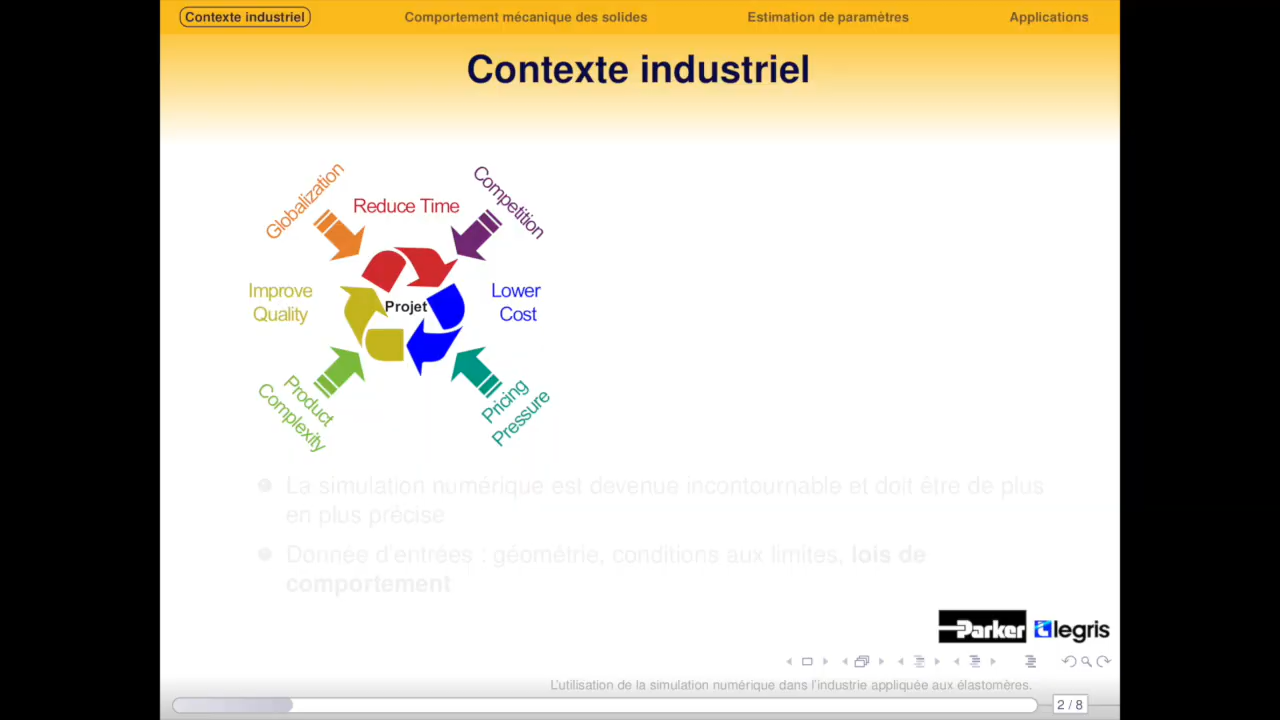 Contexte industriel
Comportement mécanique des solides
Estimation de paramètres
Applications
Contexte industriel
Globalization
Reduce Time
Competition
Improve
Quality
Projet
Lower
Cost
Product
Complexity
Pricing
Pressure
La simulation numérique est devenue incontournable et doit être de plus
en plus précise
Donnée d'entrées : géométrie, conditions aux limites, lois de
comportement
Parker legris
L'utilisation de la simulation numérique dans l'industrie appliquée aux élastomères.
2 / 8